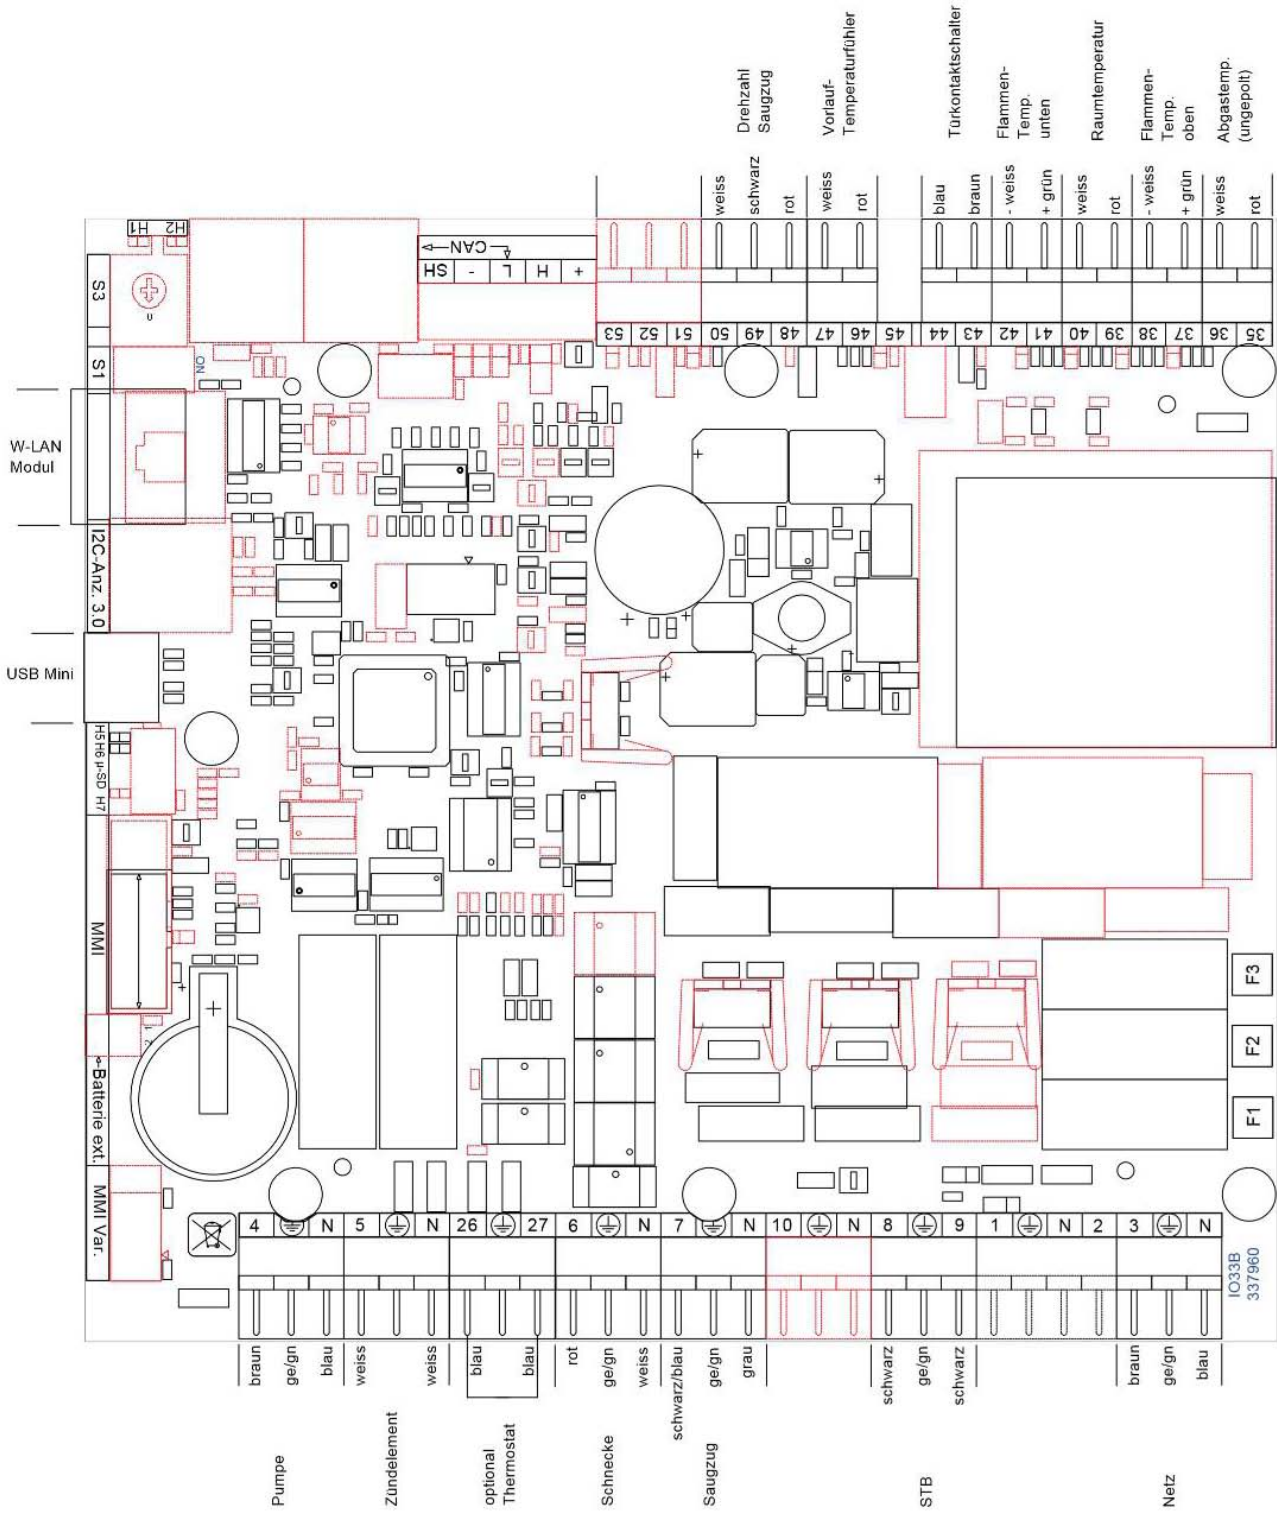 Drehzahl
Saugzug
Vorlauf-
Temperaturfühler
Türkontaktschalter
Flammen-
Temp.
unten
Raumtemperatur
Flammen-
Temp.
oben
Abgastemp.
(ungepolt)
weiss
schwarz
rot
weiss
rot
blau
braun
- weiss
+ grün
weiss
rot
- weiss
+ grün
weiss
rot
53
52
51
50
49
48
47
46
45
44
43
42
41
40
39
38
37
36
35
H1
H2
CAN
SH
-
L
H
+
S3
S1
ON
0
W-LAN
Modul
I2C-Anz. 3.0
USB Mini
H5 H6 µ-SD H7
MMI
Batterie ext.
MMI Var.
F3
F2
F1
4
N
5
N
26
27
6
N
7
N
10
N
8
9
1
N
2
3
N
IO33B
337960
braun
ge/gn
blau
weiss
weiss
blau
blau
rot
ge/gn
weiss
schwarz/blau
ge/gn
grau
schwarz
ge/gn
schwarz
braun
ge/gn
blau
Pumpe
Zündelement
optional
Thermostat
Schnecke
Saugzug
STB
Netz